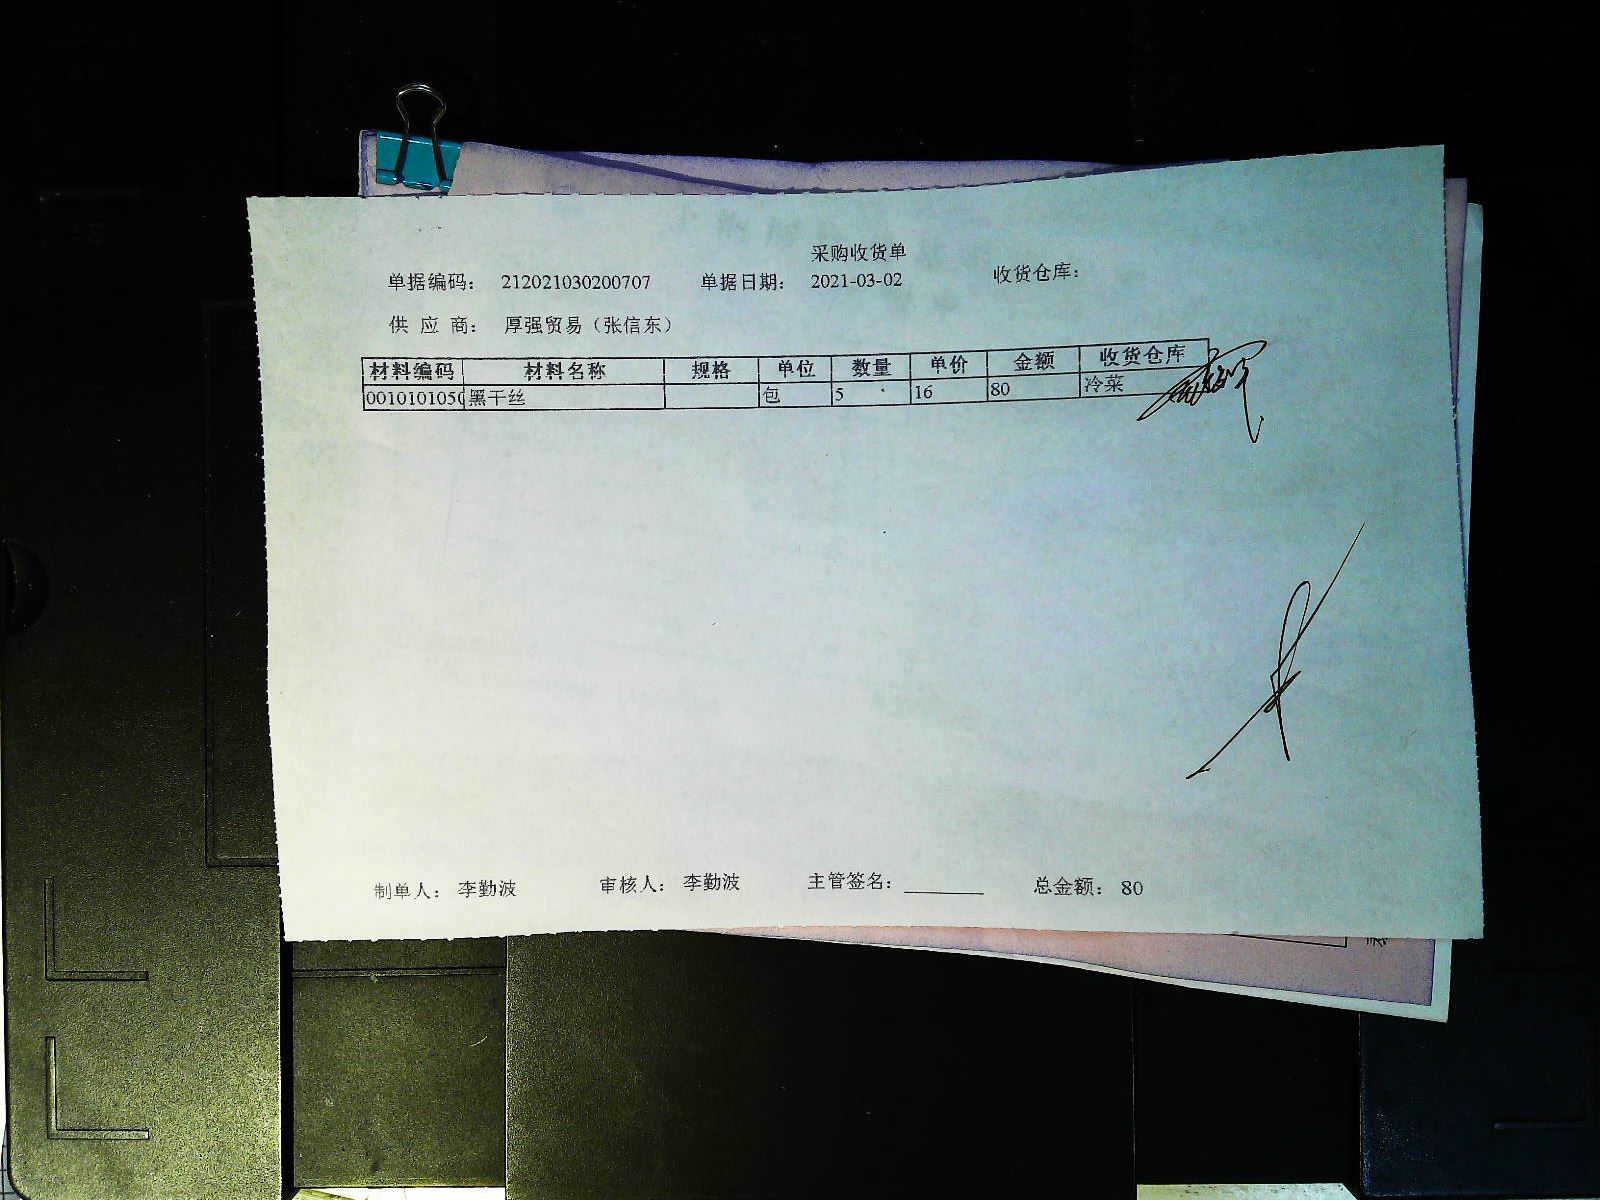 采购收货单
单据编码： 212021030200707 单据日期： 2021-03-02 收货仓库：
供 应 商： 厚强贸易（张信东）
材料编码 材料名称 规格 单位 数量 单价 金额 收货仓库
0010101050 黑干丝 包 5 16 80 冷菜
制单人： 李勤波 审核人： 李勤波 主管签名： 总金额： 80